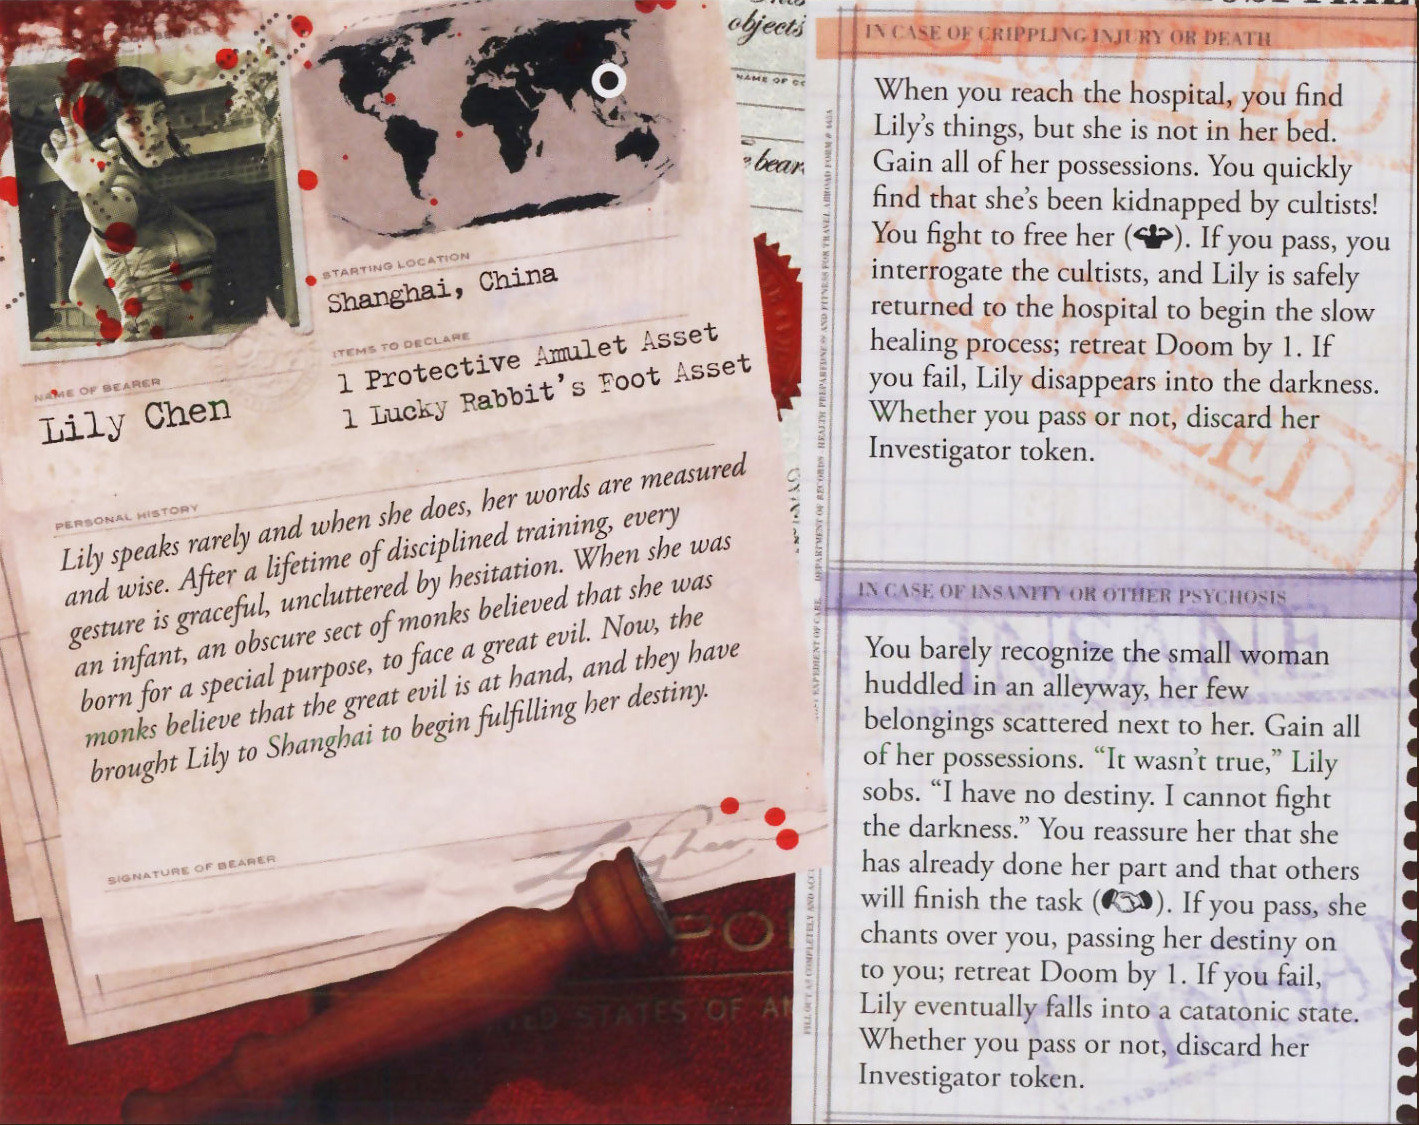 STARTING LOCATION
Shanghai, China
ITEMS TO DECLARE
1 Protective Amulet Asset
1 Lucky Rabbit's Foot Asset
NAME OF BEARER
Lily Chen
PERSONAL HISTORY
Lily speaks rarely and when she does, her words are measured
and wise. After a lifetime of disciplined training, every
gesture is graceful, uncluttered by hesitation. When she was
an infant, an obscure sect of monks believed that she was
born for a special purpose, to face a great evil. Now, the
monks believe that the great evil is at hand, and they have
brought Lily to Shanghai to begin fulfilling her destiny.
SIGNATURE OF BEARER
objects
NAME OF
e bear
STATES OF
IN CASE OF CRIPPLING INJURY OR DEATH
When you reach the hospital, you find
Lily's things, but she is not in her bed.
Gain all of her possessions. You quickly
find that she's been kidnapped by cultists!
You fight to free her ( ). If you pass, you
interrogate the cultists, and Lily is safely
returned to the hospital to begin the slow
healing process; retreat Doom by 1. If
you fail, Lily disappears into the darkness.
Whether you pass or not, discard her
Investigator token.
IN CASE OF INSANITY OR OTHER PSYCHOSIS
You barely recognize the small woman
huddled in an alleyway, her few
belongings scattered next to her. Gain all
of her possessions. “It wasn't true,” Lily
sobs. “I have no destiny. I cannot fight
the darkness.” You reassure her that she
has already done her part and that others
will finish the task ( ). If you pass, she
chants over you, passing her destiny on
to you; retreat Doom by 1. If you fail,
Lily eventually falls into a catatonic state.
Whether you pass or not, discard her
Investigator token.